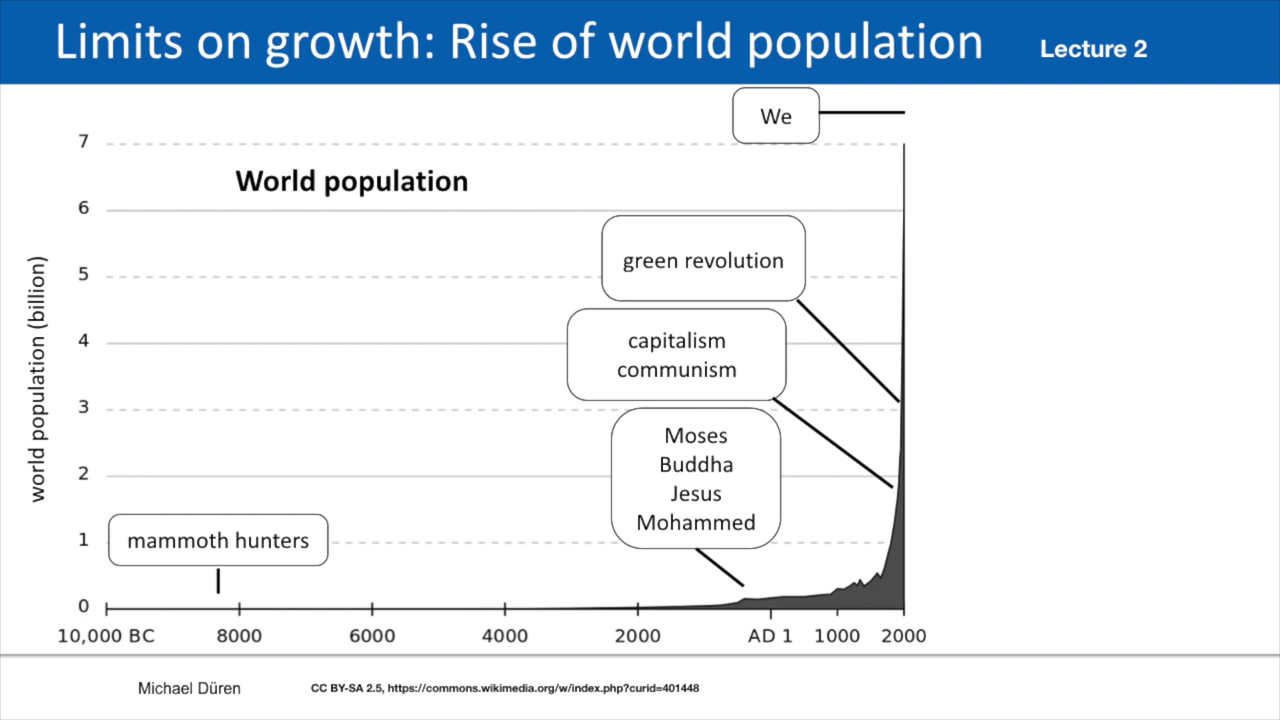 Limits on growth: Rise of world population
Lecture 2
We
7
World population
6
green revolution
5
capitalism
communism
4
3
Moses
Buddha
Jesus
Mohammed
2
mammoth hunters
1
0
world population (billion)
10,000 BC 8000 6000 4000 2000 AD 1 1000 2000
Michael Düren
CC BY-SA 2.5, https://commons.wikimedia.org/w/index.php?curid=401448